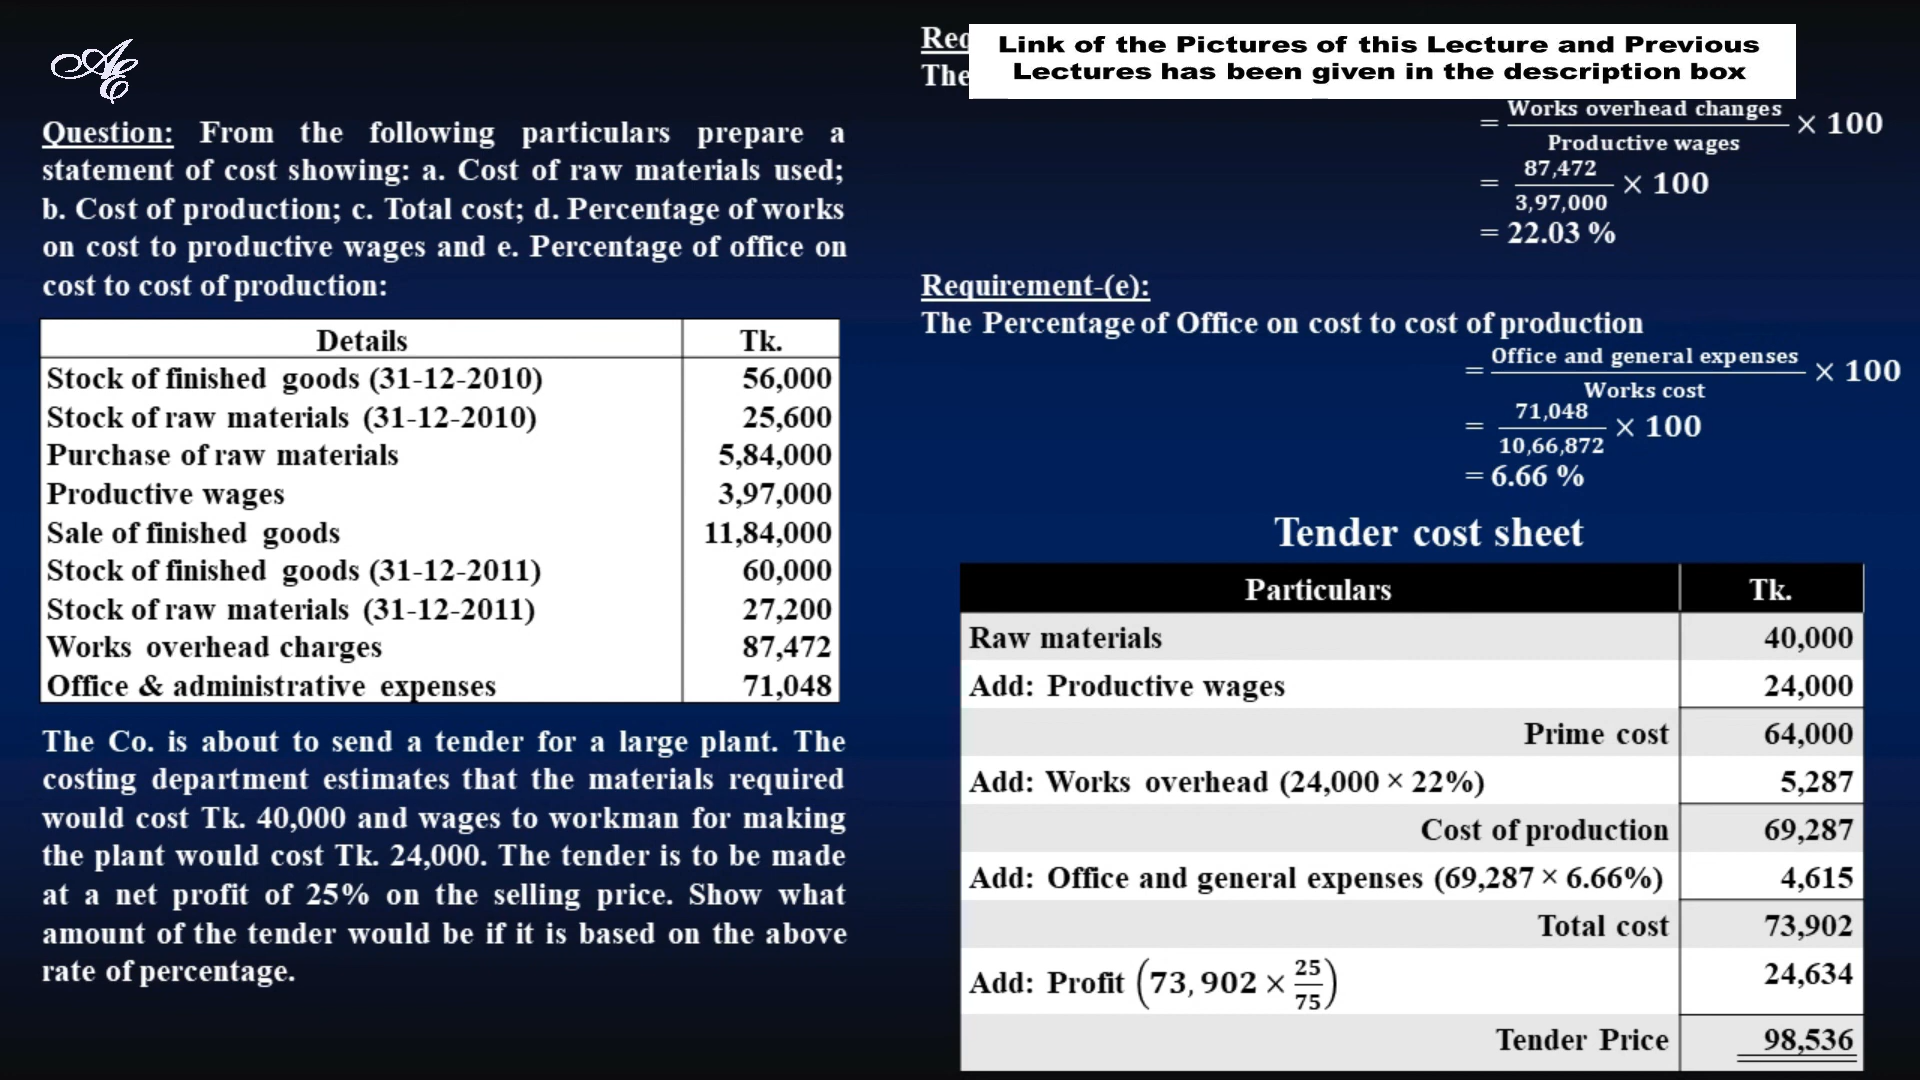 AE
Question: From the following particulars prepare a
statement of cost showing: a. Cost of raw materials used;
b. Cost of production; c. Total cost; d. Percentage of works
on cost to productive wages and e. Percentage of office on
cost to cost of production:
Details Tk.
Stock of finished goods (31-12-2010) 56,000
Stock of raw materials (31-12-2010) 25,600
Purchase of raw materials 5,84,000
Productive wages 3,97,000
Sale of finished goods 11,84,000
Stock of finished goods (31-12-2011) 60,000
Stock of raw materials (31-12-2011) 27,200
Works overhead charges 87,472
Office & administrative expenses 71,048
The Co. is about to send a tender for a large plant. The
costing department estimates that the materials required
would cost Tk. 40,000 and wages to workman for making
the plant would cost Tk. 24,000. The tender is to be made
at a net profit of 25% on the selling price. Show what
amount of the tender would be if it is based on the above
rate of percentage.
Link of the Pictures of this Lecture and Previous
Lectures has been given in the description box
The
= Works overhead changes / Productive wages × 100
= 87,472 / 3,97,000 × 100
= 22.03 %
Requirement-(e):
The Percentage of Office on cost to cost of production
= Office and general expenses / Works cost × 100
= 71,048 / 10,66,872 × 100
= 6.66 %
Tender cost sheet
Particulars Tk.
Raw materials 40,000
Add: Productive wages 24,000
Prime cost 64,000
Add: Works overhead (24,000 × 22%) 5,287
Cost of production 69,287
Add: Office and general expenses (69,287 × 6.66%) 4,615
Total cost 73,902
Add: Profit (73,902 × 25/75) 24,634
Tender Price 98,536